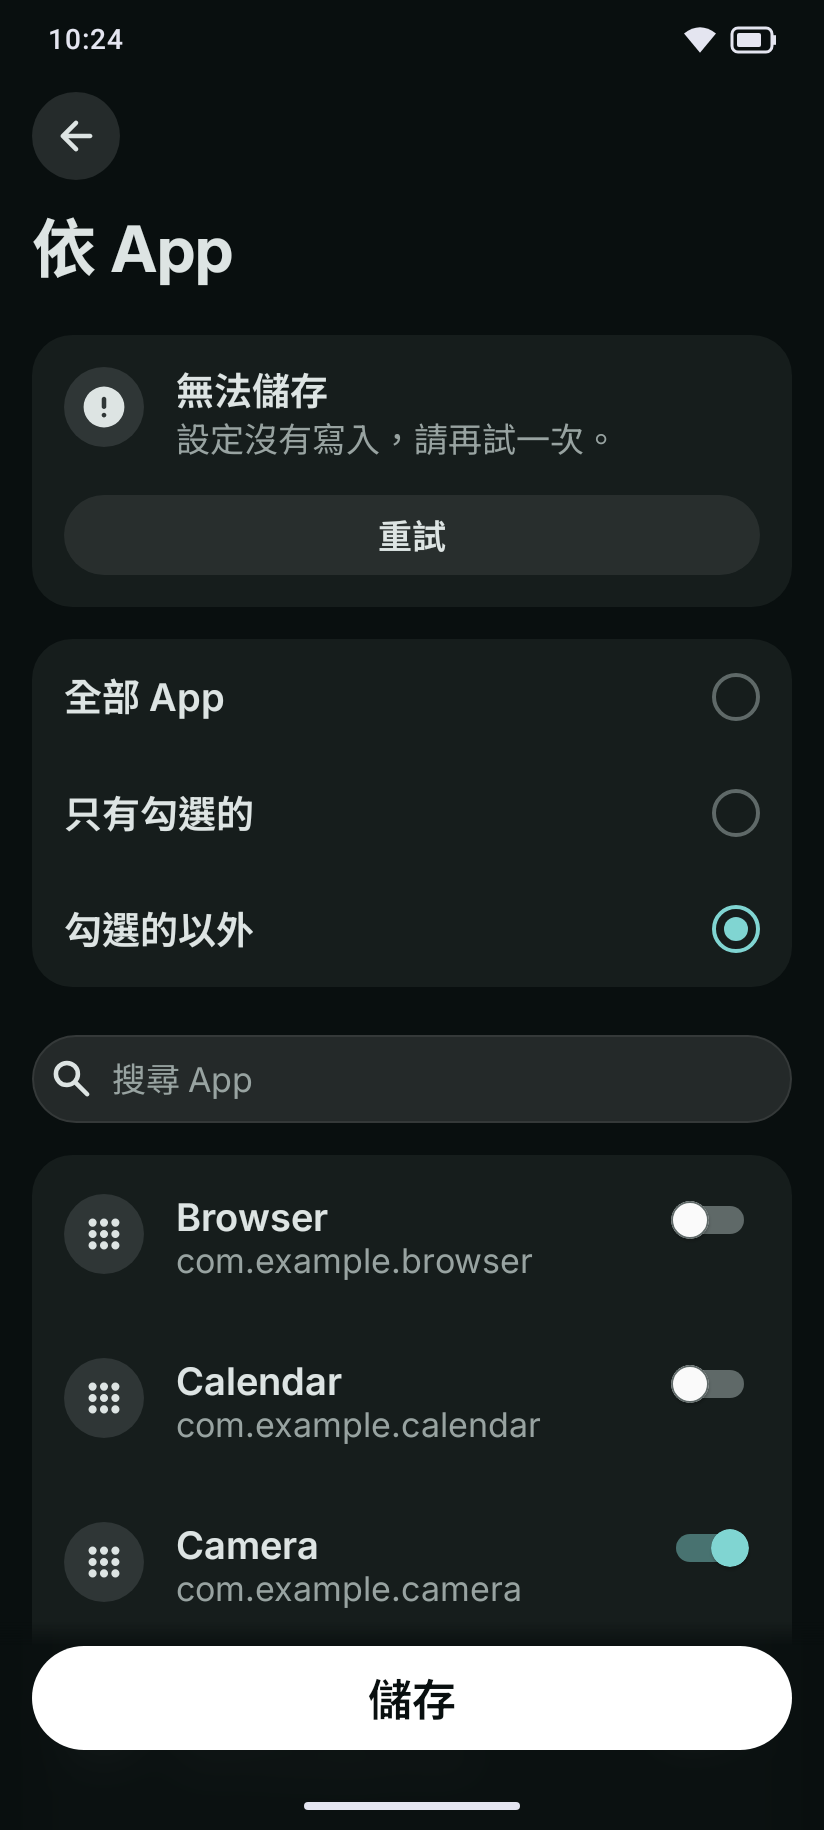 10:24
依 App
無法儲存
設定沒有寫入，請再試一次。
重試
全部 App
只有勾選的
勾選的以外
搜尋 App
Browser
com.example.browser
Calendar
com.example.calendar
Camera
com.example.camera
儲存